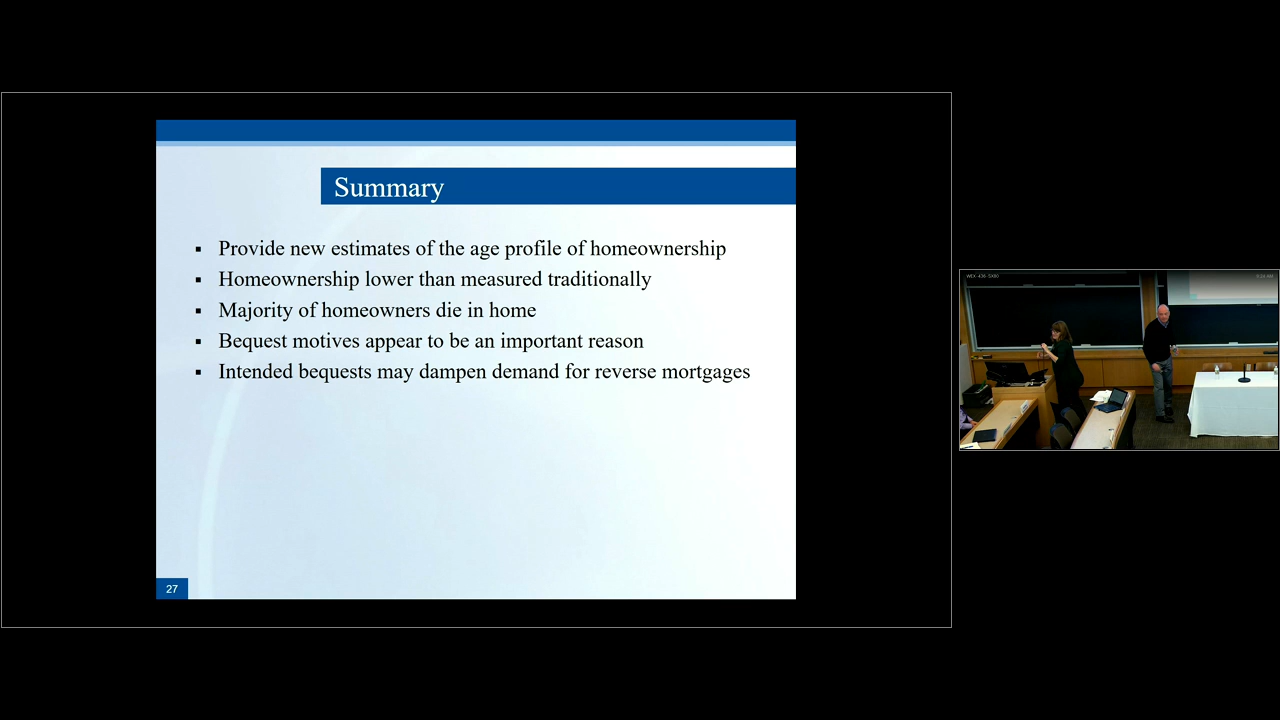 Summary
▪ Provide new estimates of the age profile of homeownership
▪ Homeownership lower than measured traditionally
▪ Majority of homeowners die in home
▪ Bequest motives appear to be an important reason
▪ Intended bequests may dampen demand for reverse mortgages
27